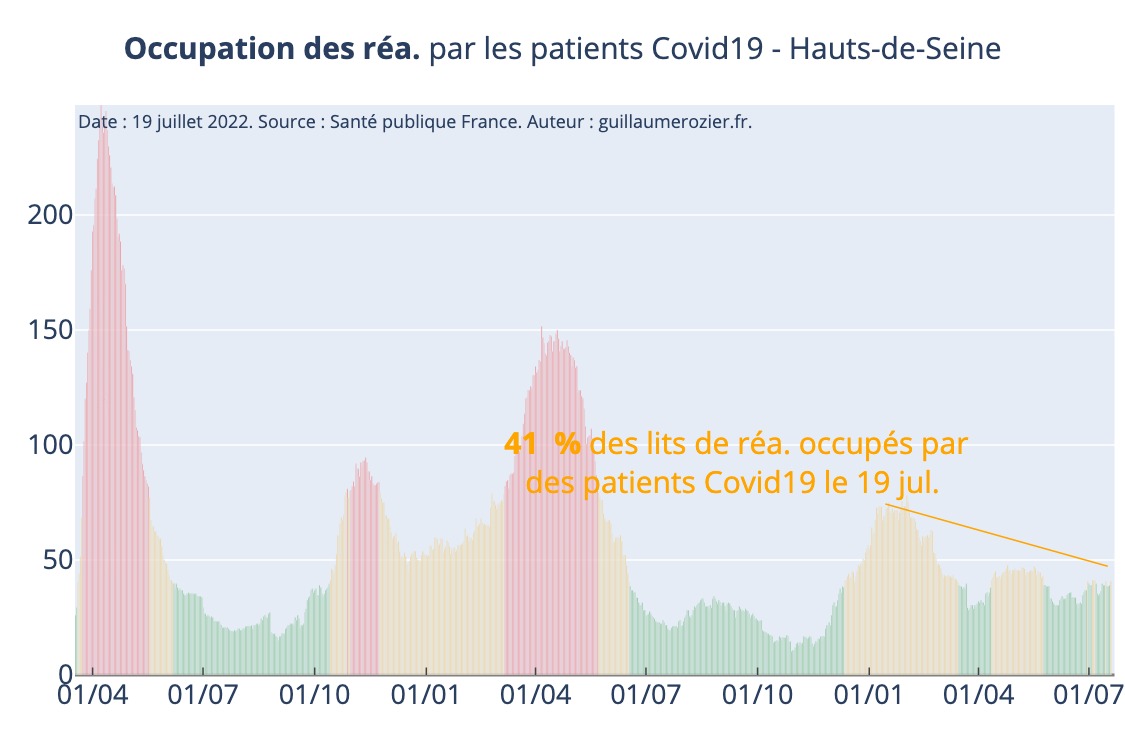 Occupation des réa. par les patients Covid19 - Hauts-de-Seine
Date : 19 juillet 2022. Source : Santé publique France. Auteur : guillaumerozier.fr.
200
150
100
50
0
41 % des lits de réa. occupés par
des patients Covid19 le 19 jul.
01/04 01/07 01/10 01/01 01/04 01/07 01/10 01/01 01/04 01/07